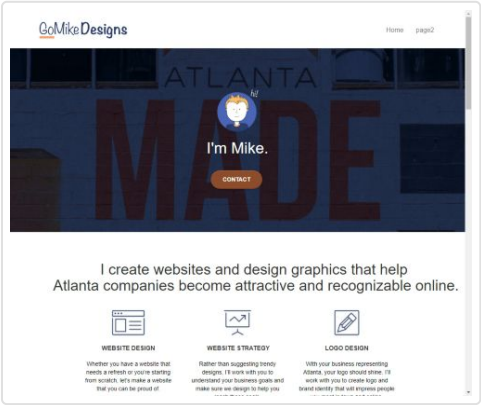 GoMikeDesigns
Home page2
ATLANTA
MADE
hi!
I'm Mike.
CONTACT
I create websites and design graphics that help
Atlanta companies become attractive and recognizable online.
WEBSITE DESIGN
Whether you have a website that
needs a refresh or you're starting
from scratch, let's make a website
that you can be proud of.
WEBSITE STRATEGY
Rather than suggesting trendy
designs, I'll work with you to
understand your business goals and
make sure we design to help you
LOGO DESIGN
With your business representing
Atlanta, your logo should shine. I'll
work with you to create logo and
brand identity that will impress people